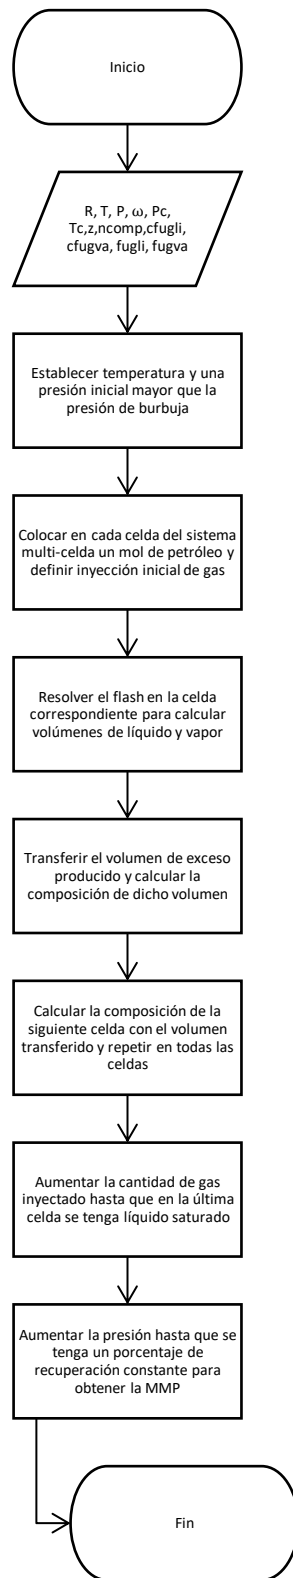 Inicio
R, T, P, ω, Pc,
Tc,z,ncomp,cfugli,
cfugva, fugli, fugva
Establecer temperatura y una
presión inicial mayor que la
presión de burbuja
Colocar en cada celda del sistema
multi-celda un mol de petróleo y
definir inyección inicial de gas
Resolver el flash en la celda
correspondiente para calcular
volúmenes de líquido y vapor
Transferir el volumen de exceso
producido y calcular la
composición de dicho volumen
Calcular la composición de la
siguiente celda con el volumen
transferido y repetir en todas las
celdas
Aumentar la cantidad de gas
inyectado hasta que en la última
celda se tenga líquido saturado
Aumentar la presión hasta que se
tenga un porcentaje de
recuperación constante para
obtener la MMP
Fin